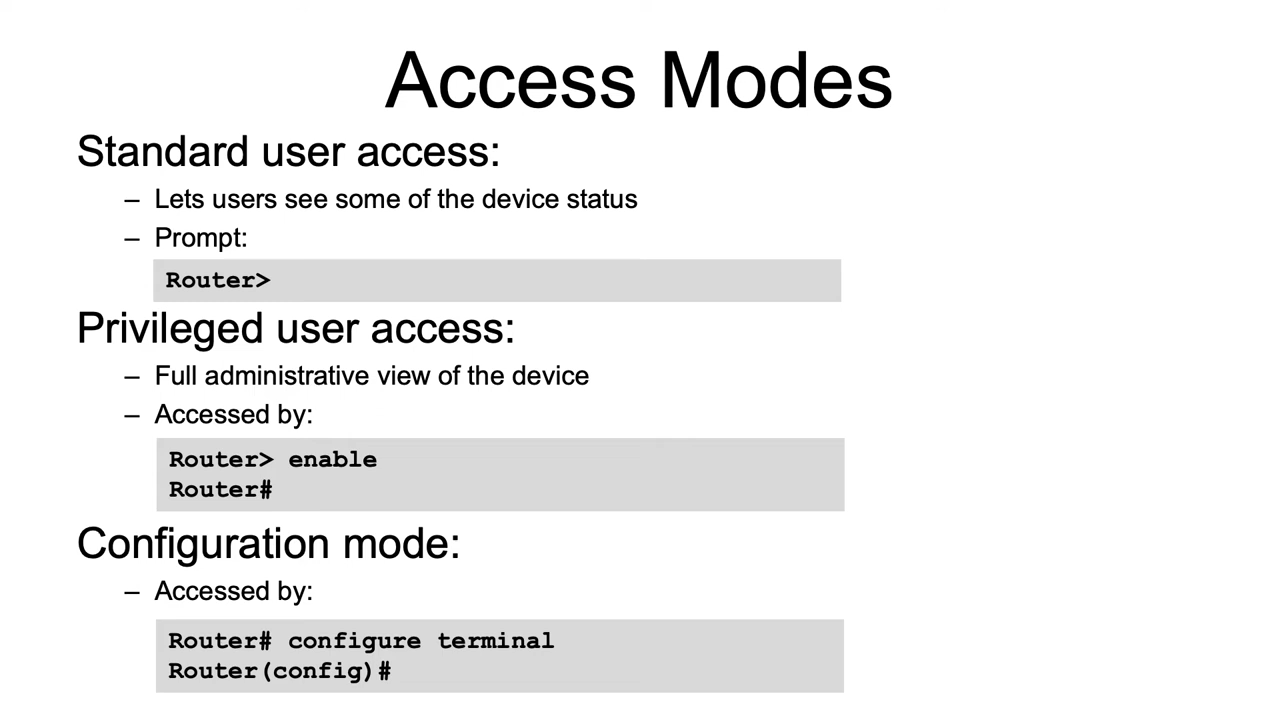 Access Modes
Standard user access:
– Lets users see some of the device status
– Prompt:
Router>
Privileged user access:
– Full administrative view of the device
– Accessed by:
Router> enable
Router#
Configuration mode:
– Accessed by:
Router# configure terminal
Router(config)#